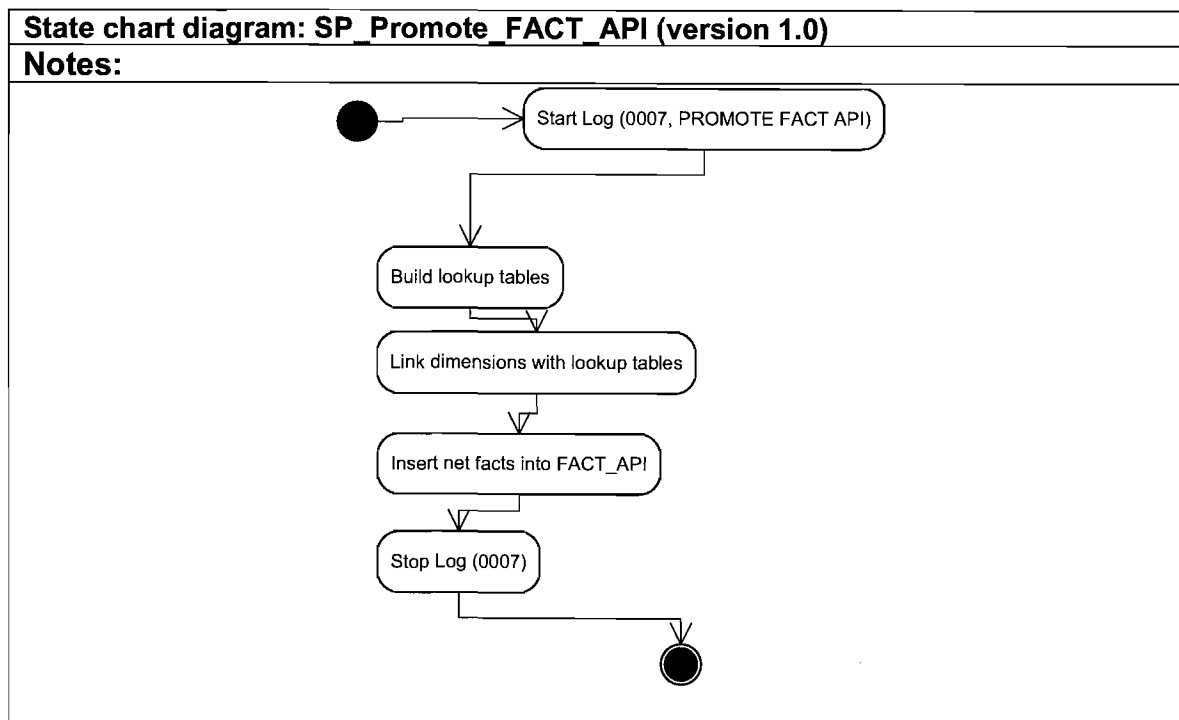 State chart diagram: SP_Promote_FACT_API (version 1.0)
Notes:
Start Log (0007, PROMOTE FACT API)
Build lookup tables
Link dimensions with lookup tables
Insert net facts into FACT_API
Stop Log (0007)